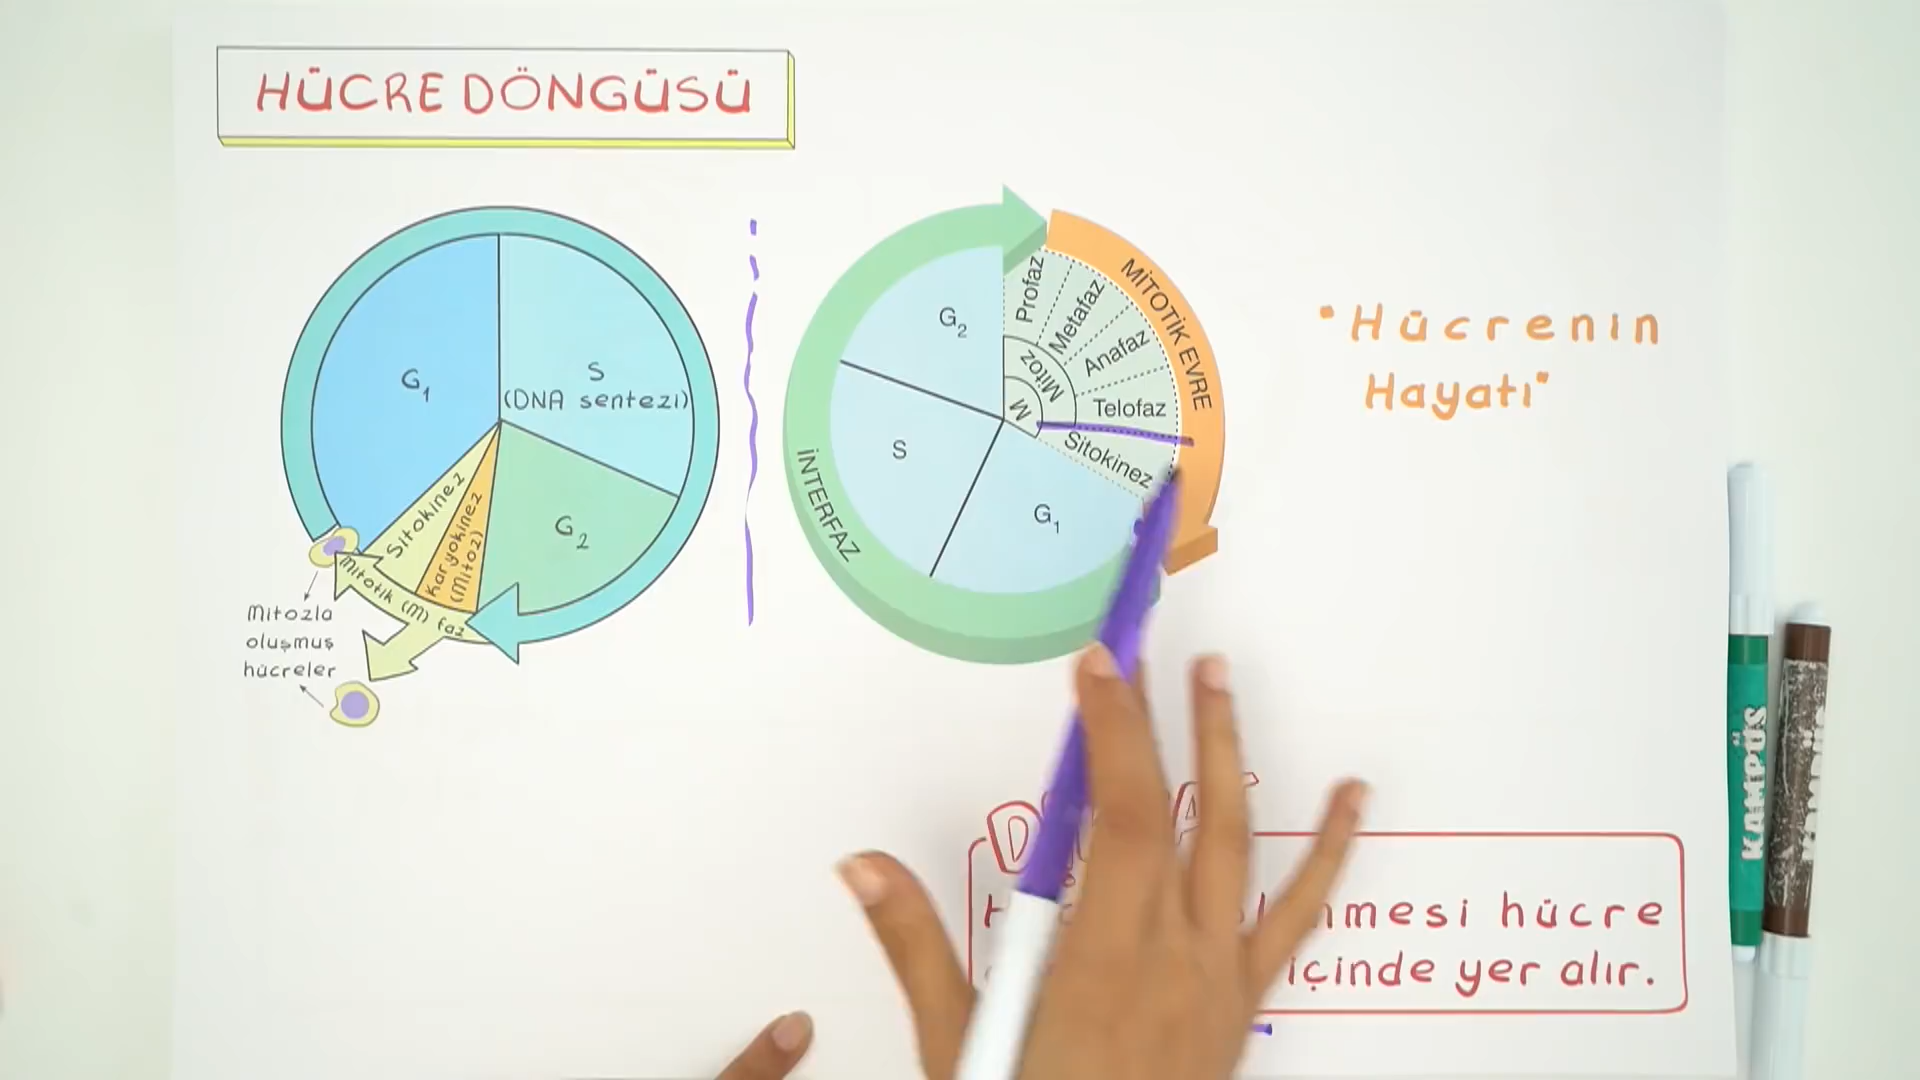 HÜCRE DÖNGÜSÜ
G1
S
(DNA sentezi)
G2
Sitokinez
Karyokinez
(Mitoz)
Mitotik (M) faz
Mitozla
oluşmuş
hücreler
G2
S
G1
İNTERFAZ
Profaz
Metafaz
Anafaz
Telofaz
Sitokinez
Mitoz
M
MİTOTİK EVRE
"Hücrenin
Hayatı"
hücre
içinde yer alır.
KAMPÜS